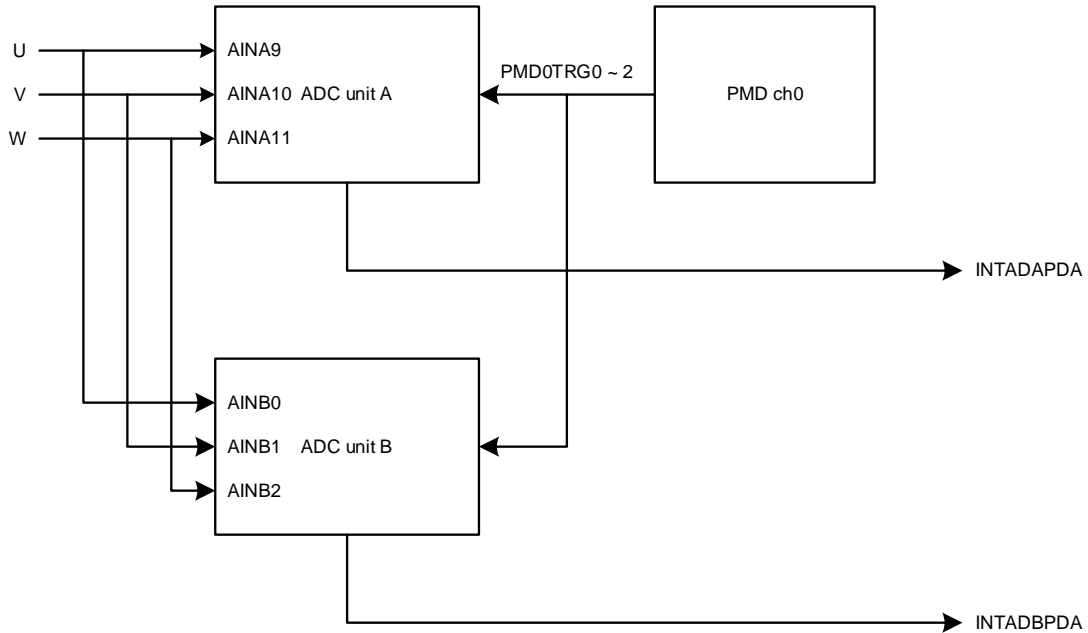 U
AINA9
PMD0TRG0 ~ 2
V
AINA10 ADC unit A
PMD ch0
W
AINA11
INTADAPDA
AINB0
AINB1 ADC unit B
AINB2
INTADBPDA